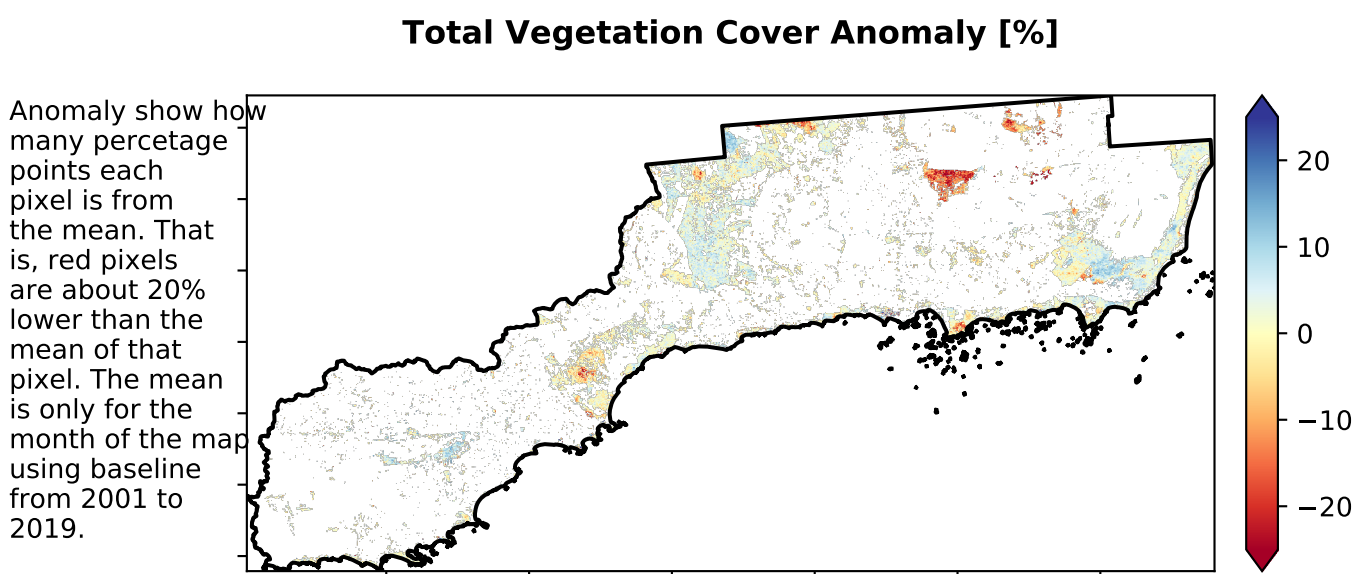 Total Vegetation Cover Anomaly [%]
Anomaly show how
many percetage
points each
pixel is from
the mean. That
is, red pixels
are about 20%
lower than the
mean of that
pixel. The mean
is only for the
month of the map
using baseline
from 2001 to
2019.
20
10
0
−10
−20